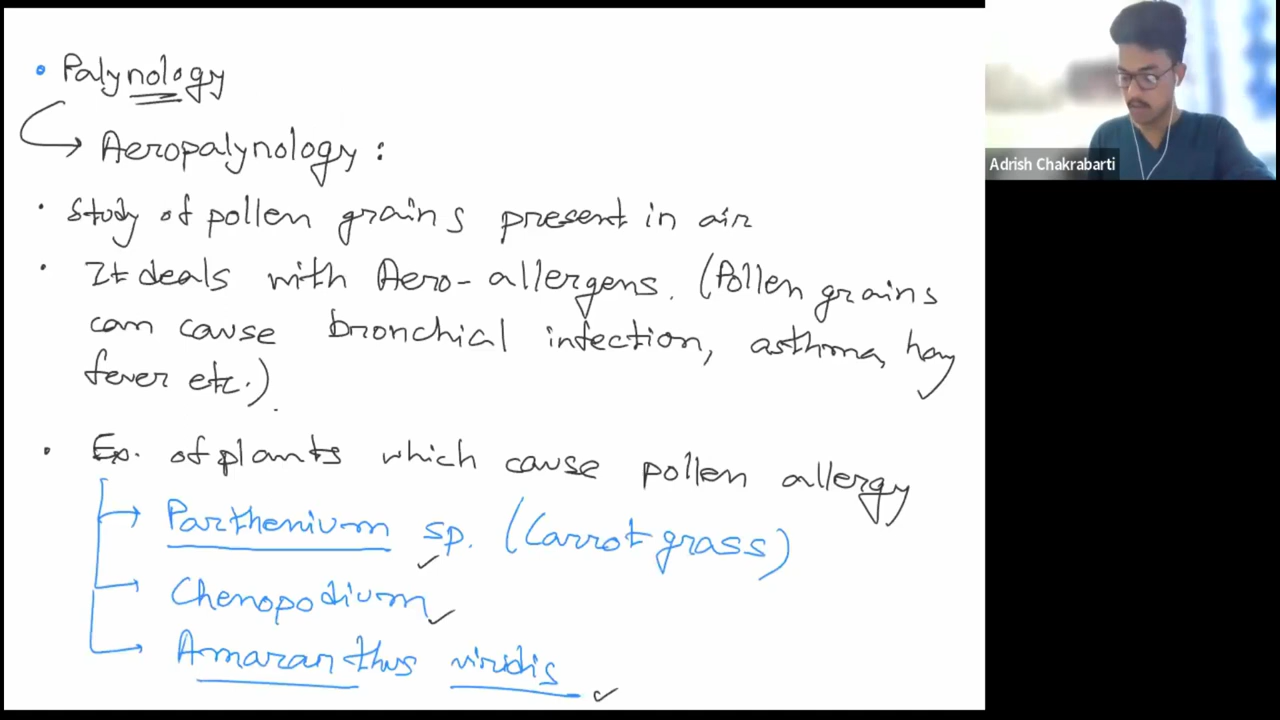 • Palynology
Aeropalynology :
• Study of pollen grains present in air
• It deals with Aero-allergens. (Pollen grains
can cause bronchial infection, asthma, hay
fever etc.)
• Ex. of plants which cause pollen allergy
Parthenium sp. (Carrot grass)
Chenopodium
Amaranthus viridis
Adrish Chakrabarti